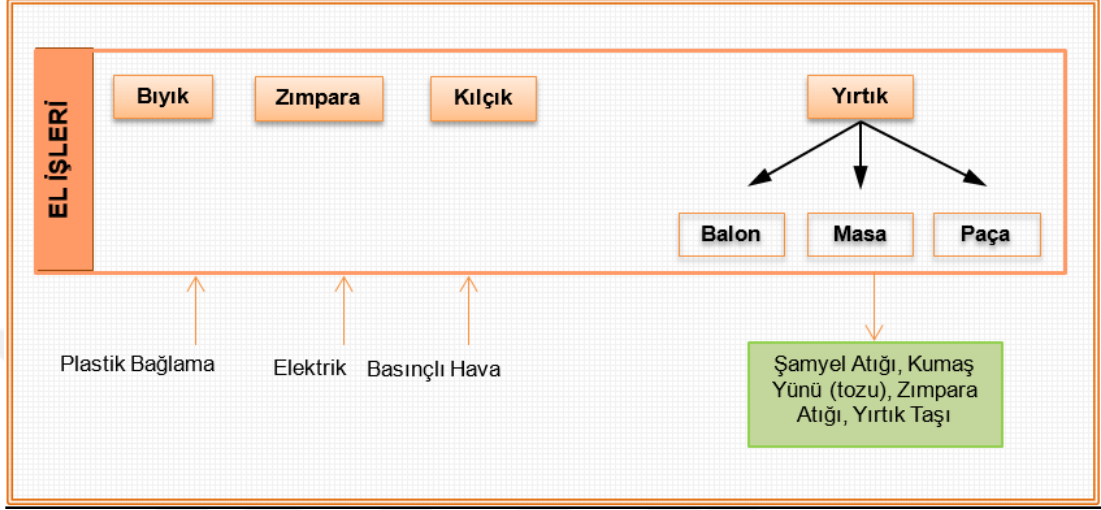 EL İŞLERİ
Bıyık
Zımpara
Kılçık
Yırtık
Balon
Masa
Paça
Plastik Bağlama
Elektrik
Basınçlı Hava
Şamyel Atığı, Kumaş
Yünü (tozu), Zımpara
Atığı, Yırtık Taşı